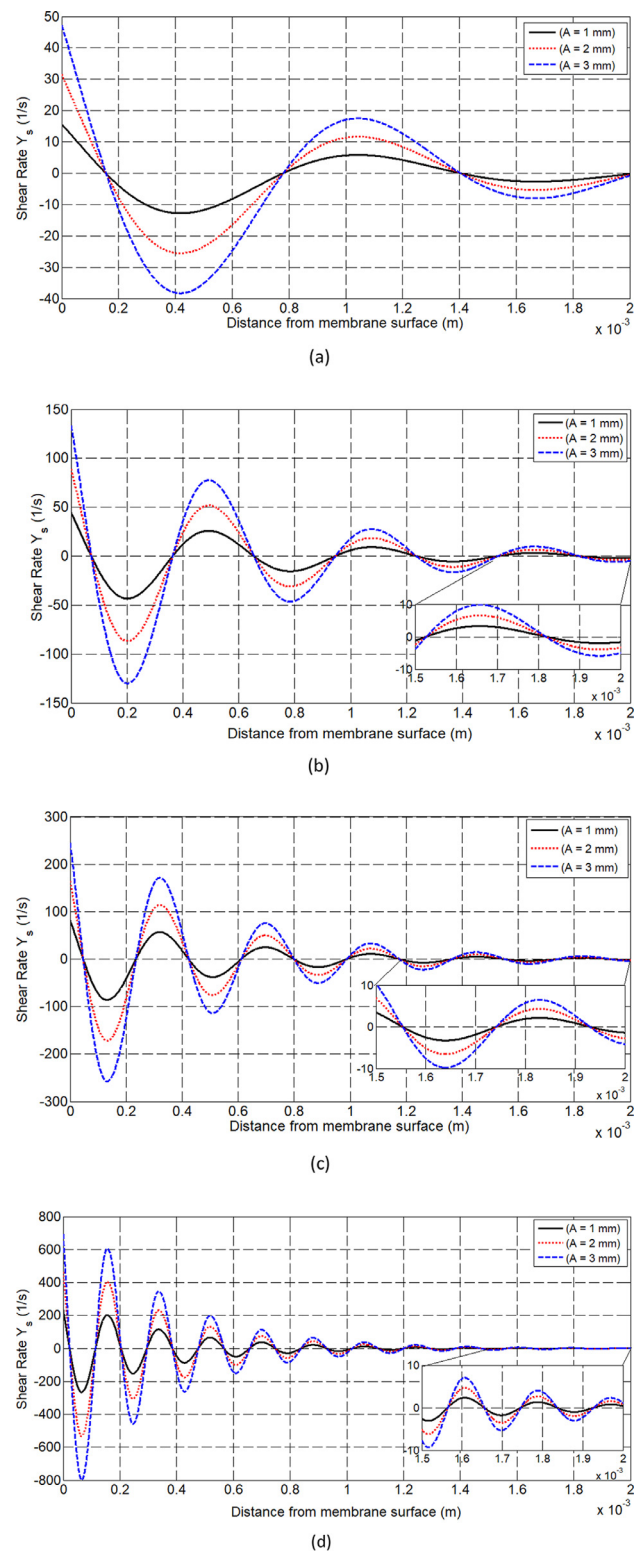 50
40
30
20
10
0
-10
-20
-30
-40
Shear Rate Y s (1/s)
(A = 1 mm)
(A = 2 mm)
(A = 3 mm)
0 0.2 0.4 0.6 0.8 1 1.2 1.4 1.6 1.8 2
Distance from membrane surface (m)
x 10 -3
(a)
150
100
50
0
-50
-100
-150
Shear Rate Y s (1/s)
(A = 1 mm)
(A = 2 mm)
(A = 3 mm)
10
0
-10
1.5 1.6 1.7 1.8 1.9 2
x 10 -3
0 0.2 0.4 0.6 0.8 1 1.2 1.4 1.6 1.8 2
Distance from membrane surface (m)
x 10 -3
(b)
300
200
100
0
-100
-200
-300
Shear Rate Y s (1/s)
(A = 1 mm)
(A = 2 mm)
(A = 3 mm)
10
0
-10
1.5 1.6 1.7 1.8 1.9 2
x 10 -3
0 0.2 0.4 0.6 0.8 1 1.2 1.4 1.6 1.8 2
Distance from membrane surface (m)
x 10 -3
(c)
800
600
400
200
0
-200
-400
-600
-800
Shear Rate Y s (1/s)
(A = 1 mm)
(A = 2 mm)
(A = 3 mm)
10
0
-10
1.5 1.6 1.7 1.8 1.9 2
x 10 -3
0 0.2 0.4 0.6 0.8 1 1.2 1.4 1.6 1.8 2
Distance from membrane surface (m)
x 10 -3
(d)